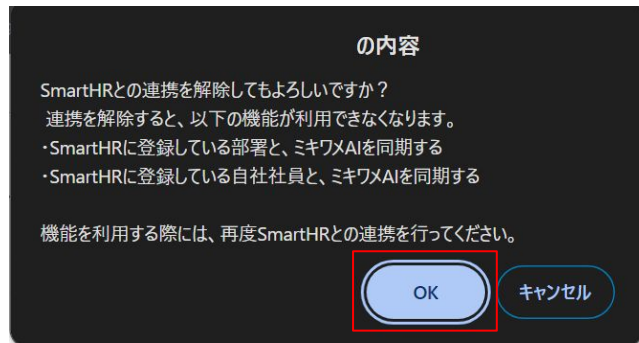 の内容
SmartHRとの連携を解除してもよろしいですか？
連携を解除すると、以下の機能が利用できなくなります。
・SmartHRに登録している部署と、ミキワメAIを同期する
・SmartHRに登録している自社社員と、ミキワメAIを同期する
機能を利用する際には、再度SmartHRとの連携を行ってください。
OK
キャンセル